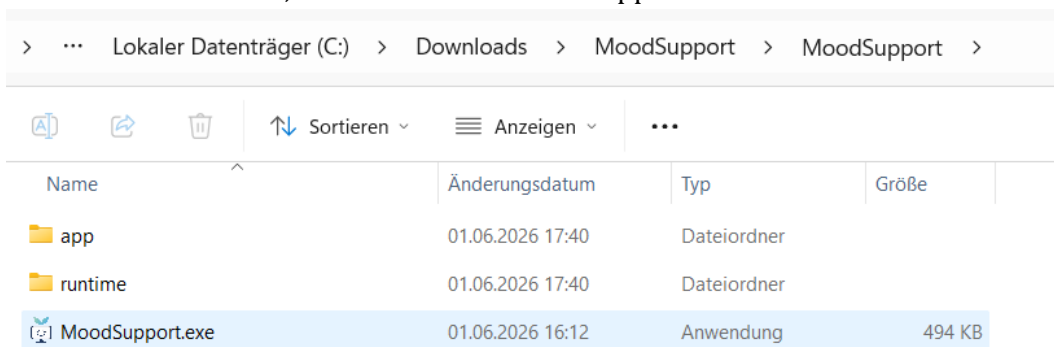 > ··· Lokaler Datenträger (C:) > Downloads > MoodSupport > MoodSupport >
Sortieren Anzeigen ···
Name Änderungsdatum Typ Größe
app 01.06.2026 17:40 Dateiordner
runtime 01.06.2026 17:40 Dateiordner
MoodSupport.exe 01.06.2026 16:12 Anwendung 494 KB